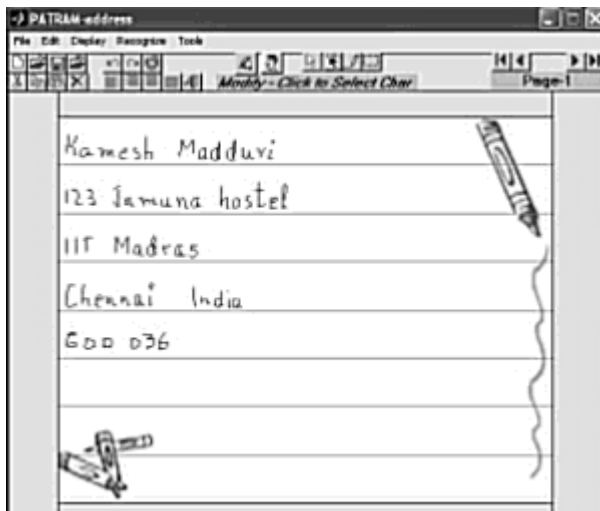 PATRAM-address
File Edit Display Recognize Tools
Modify - Click to Select Char
Page-1
Kamesh Madduri
123 Jamuna hostel
IIT Madras
Chennai India
600 036